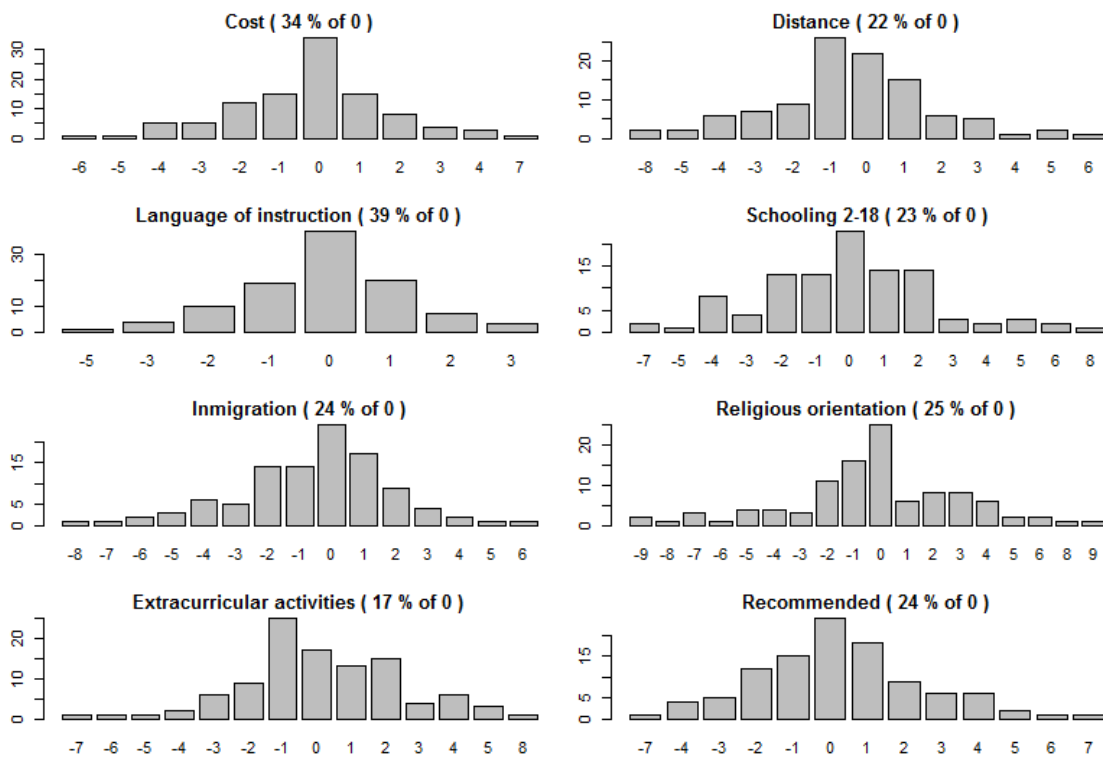 Cost ( 34 % of 0 )
0 10 30
-6 -5 -4 -3 -2 -1 0 1 2 3 4 7
Distance ( 22 % of 0 )
0 10 20
-8 -5 -4 -3 -2 -1 0 1 2 3 4 5 6
Language of instruction ( 39 % of 0 )
0 10 30
-5 -3 -2 -1 0 1 2 3
Schooling 2-18 ( 23 % of 0 )
0 5 15
-7 -5 -4 -3 -2 -1 0 1 2 3 4 5 6 8
Inmigration ( 24 % of 0 )
0 5 15
-8 -7 -6 -5 -4 -3 -2 -1 0 1 2 3 4 5 6
Religious orientation ( 25 % of 0 )
0 5 10 20
-9 -8 -7 -6 -5 -4 -3 -2 -1 0 1 2 3 4 5 6 8 9
Extracurricular activities ( 17 % of 0 )
0 5 10 20
-7 -6 -5 -4 -3 -2 -1 0 1 2 3 4 5 8
Recommended ( 24 % of 0 )
0 5 15
-7 -4 -3 -2 -1 0 1 2 3 4 5 6 7